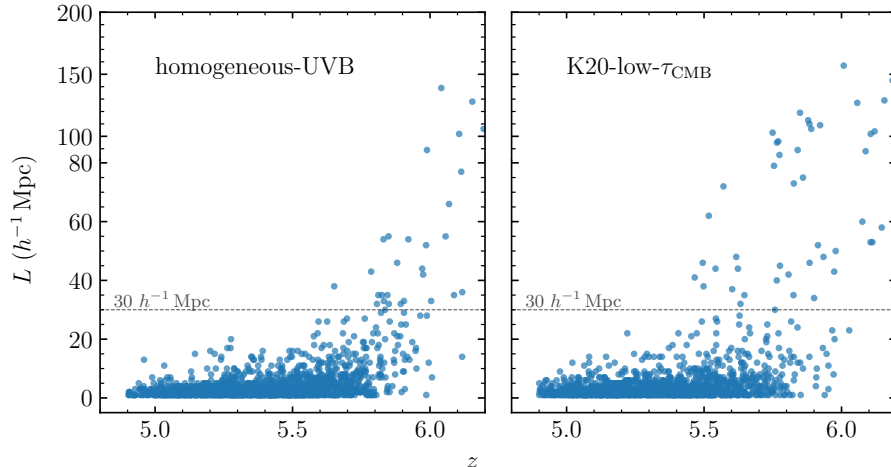 200
150
100
80
60
40
20
0
L (h⁻¹ Mpc)
homogeneous-UVB
30 h⁻¹ Mpc
5.0 5.5 6.0
K20-low-τCMB
30 h⁻¹ Mpc
5.0 5.5 6.0
z